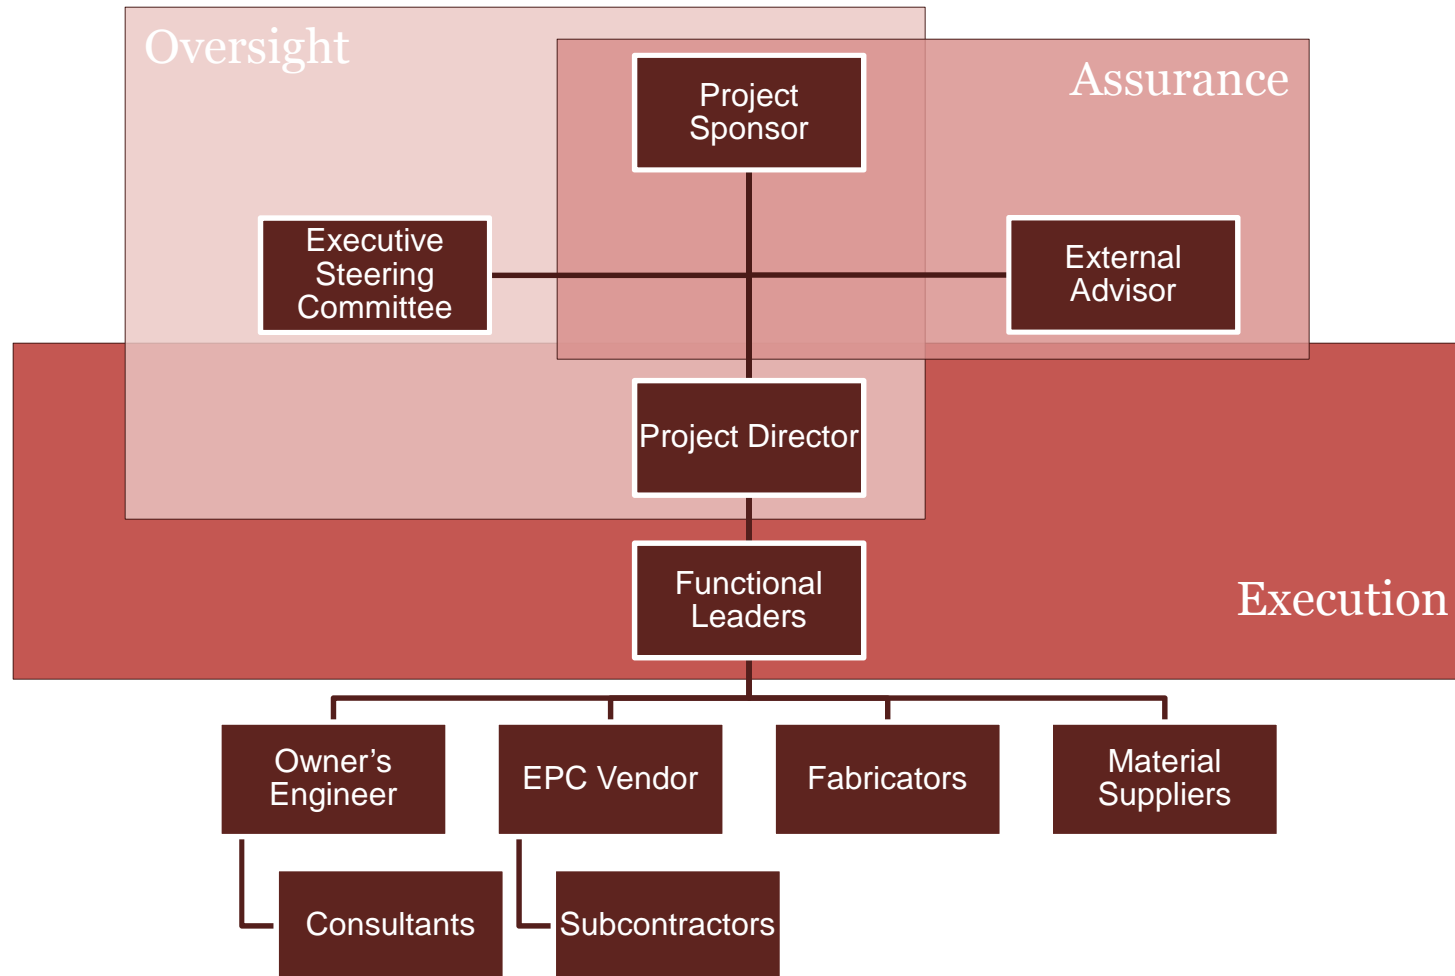 Oversight
Assurance
Project
Sponsor
Executive
Steering
Committee
External
Advisor
Project Director
Functional
Leaders
Execution
Owner’s
Engineer
EPC Vendor
Fabricators
Material
Suppliers
Consultants
Subcontractors